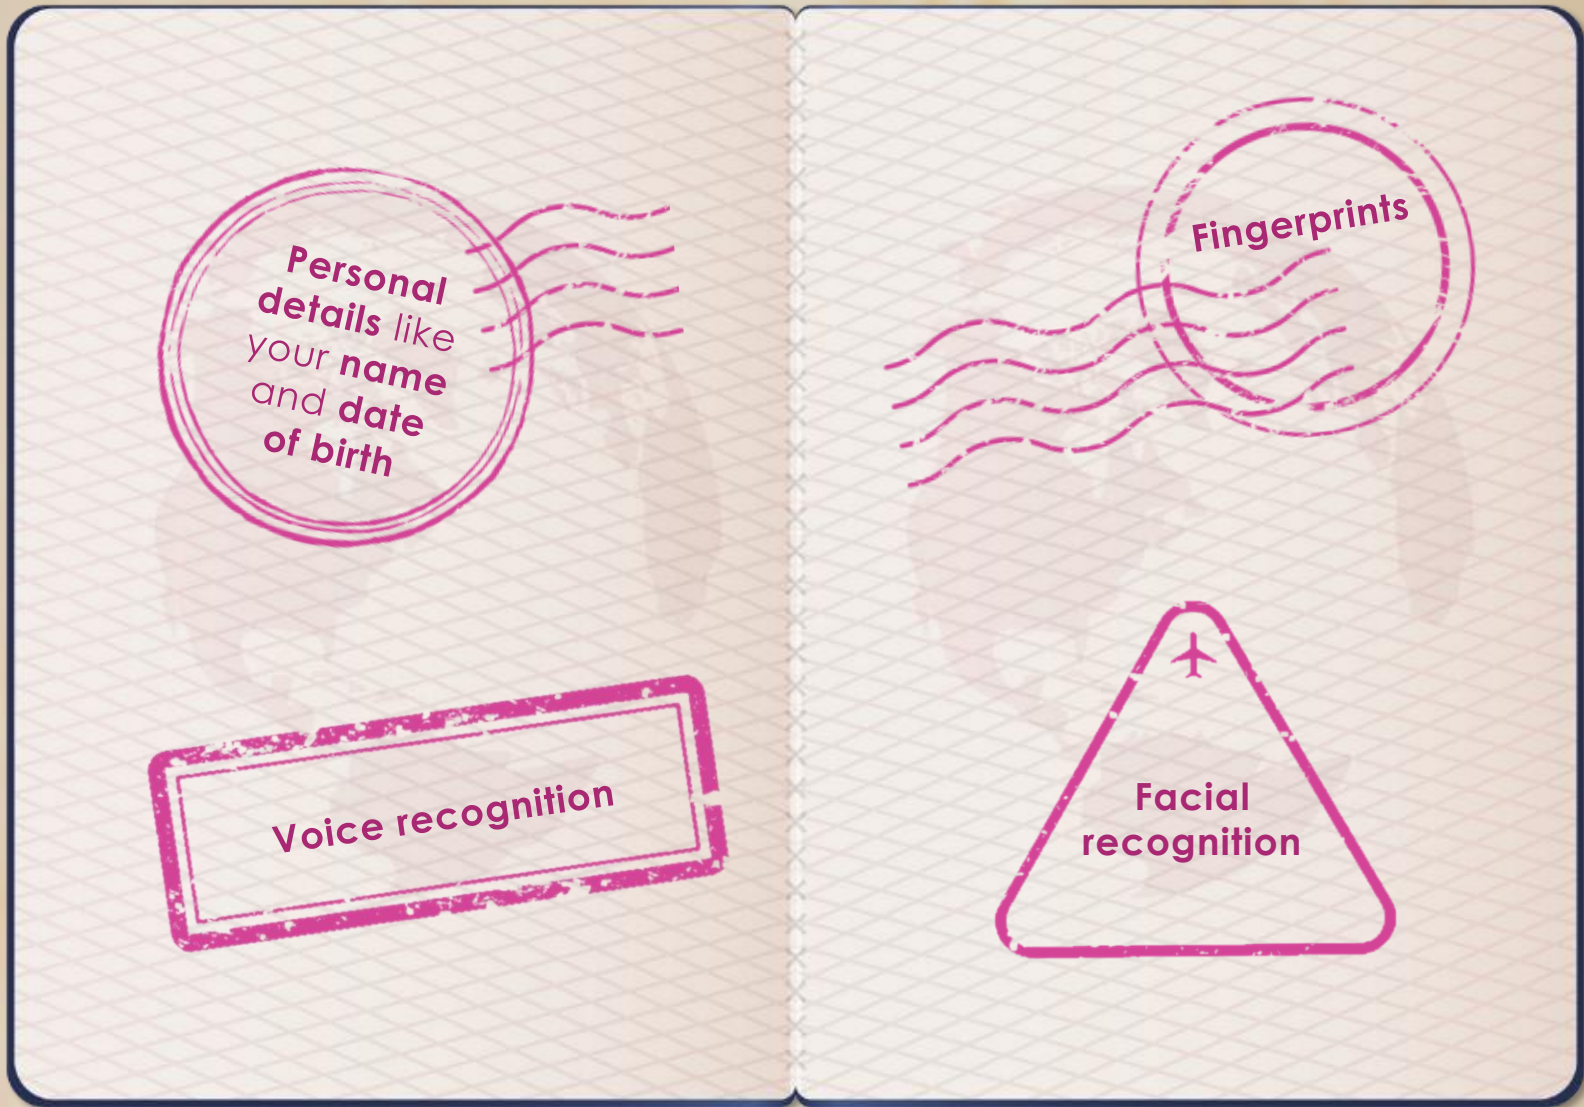 Personal
details like
your name
and date
of birth
Fingerprints
Voice recognition
Facial
recognition